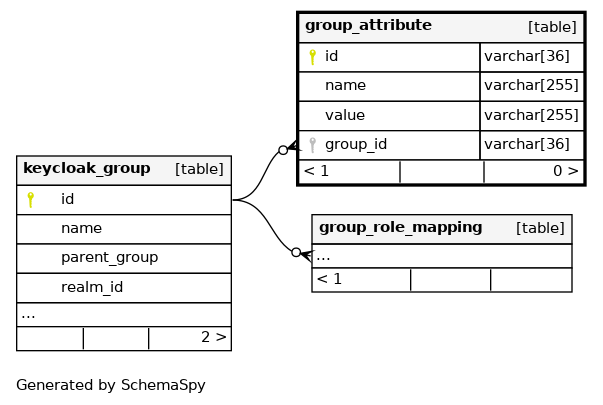 group_attribute [table]
id varchar[36]
name varchar[255]
value varchar[255]
group_id varchar[36]
< 1 0 >
keycloak_group [table]
id
name
parent_group
realm_id
...
2 >
group_role_mapping [table]
...
< 1
Generated by SchemaSpy